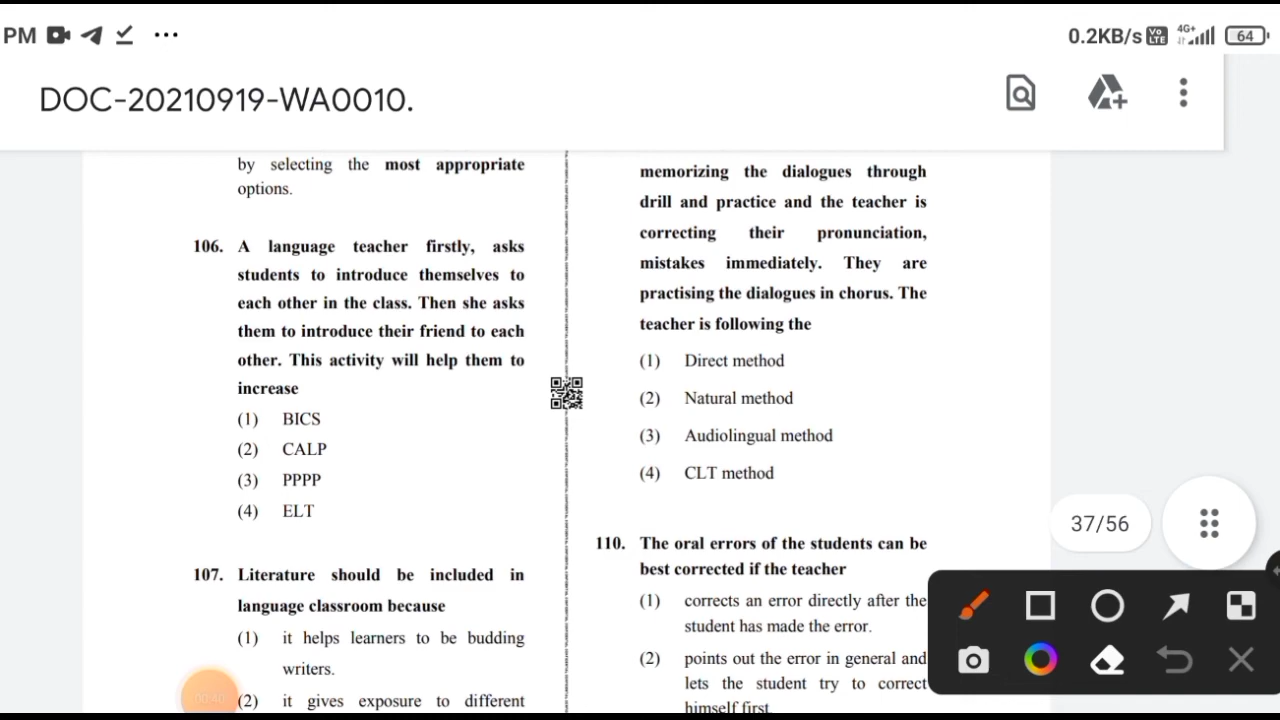 PM
0.2KB/s Vo LTE 4G+ 64
DOC-20210919-WA0010.
by selecting the most appropriate
options.
106. A language teacher firstly, asks
students to introduce themselves to
each other in the class. Then she asks
them to introduce their friend to each
other. This activity will help them to
increase
(1) BICS
(2) CALP
(3) PPPP
(4) ELT
107. Literature should be included in
language classroom because
(1) it helps learners to be budding
writers.
(2) it gives exposure to different
memorizing the dialogues through
drill and practice and the teacher is
correcting their pronunciation,
mistakes immediately. They are
practising the dialogues in chorus. The
teacher is following the
(1) Direct method
(2) Natural method
(3) Audiolingual method
(4) CLT method
110. The oral errors of the students can be
best corrected if the teacher
(1) corrects an error directly after the
student has made the error.
(2) points out the error in general and
lets the student try to correct
himself first.
37/56